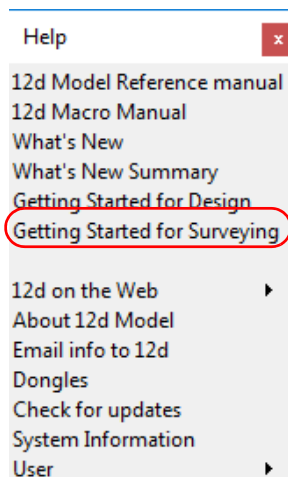 Help x
12d Model Reference manual
12d Macro Manual
What's New
What's New Summary
Getting Started for Design
Getting Started for Surveying
12d on the Web
About 12d Model
Email info to 12d
Dongles
Check for updates
System Information
User